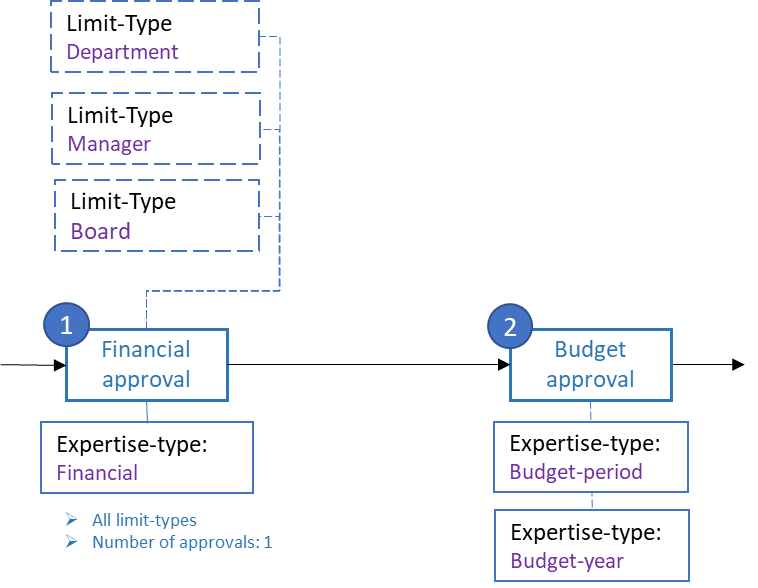 Limit-Type
Department
Limit-Type
Manager
Limit-Type
Board
1
Financial
approval
2
Budget
approval
Expertise-type:
Financial
Expertise-type:
Budget-period
All limit-types
Number of approvals: 1
Expertise-type:
Budget-year